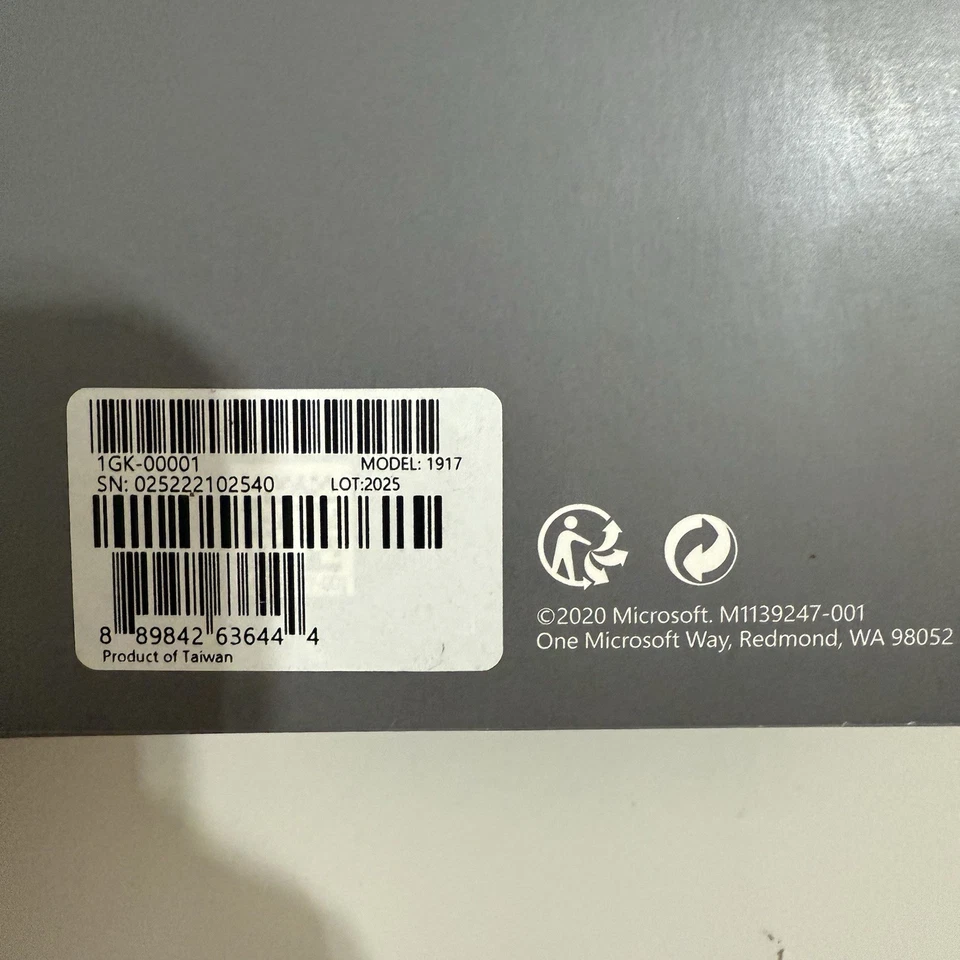 1GK-00001 MODEL: 1917
SN: 025222102540 LOT:2025
8 89842 63644 4
Product of Taiwan
©2020 Microsoft. M1139247-001
One Microsoft Way, Redmond, WA 98052